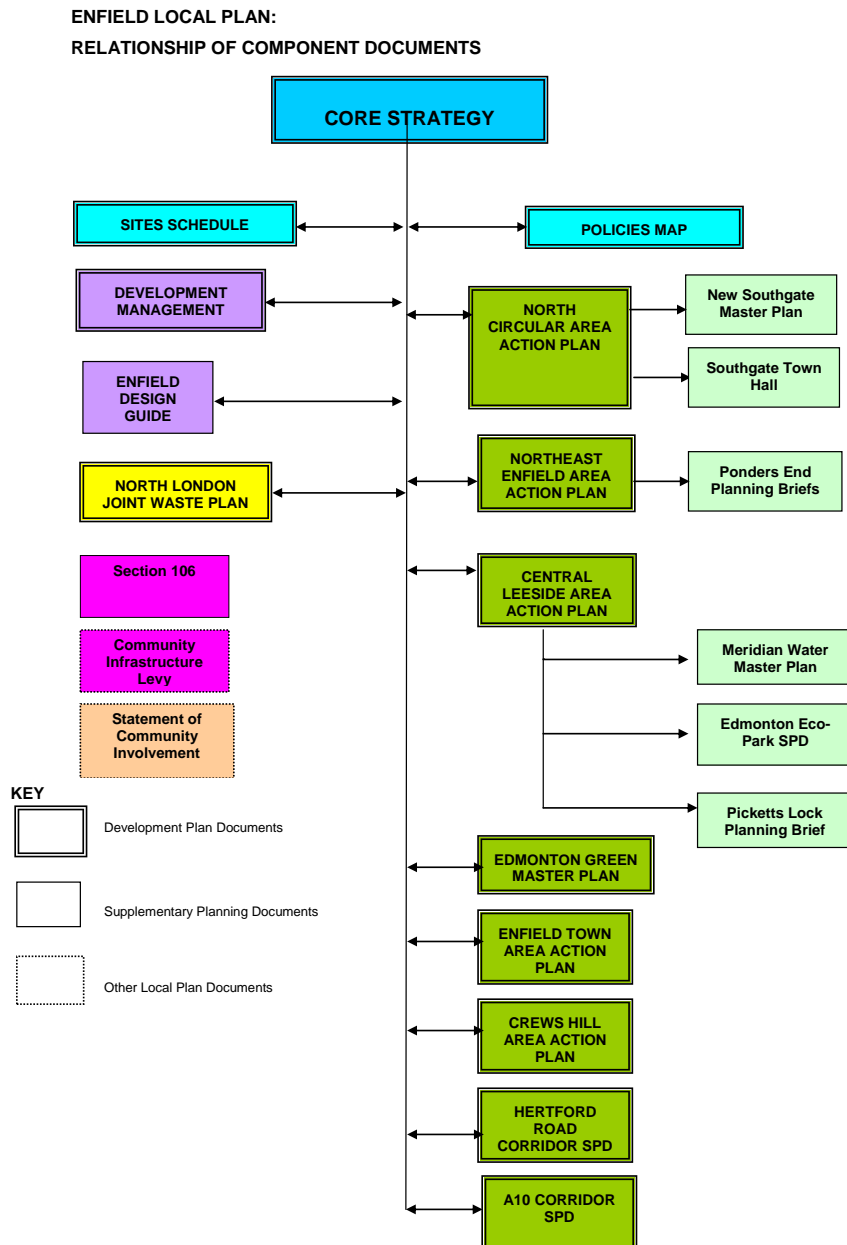 ENFIELD LOCAL PLAN:
RELATIONSHIP OF COMPONENT DOCUMENTS
CORE STRATEGY
SITES SCHEDULE
POLICIES MAP
DEVELOPMENT
MANAGEMENT
NORTH
CIRCULAR AREA
ACTION PLAN
New Southgate
Master Plan
Southgate Town
Hall
ENFIELD
DESIGN
GUIDE
NORTH LONDON
JOINT WASTE PLAN
NORTHEAST
ENFIELD AREA
ACTION PLAN
Ponders End
Planning Briefs
Section 106
CENTRAL
LEESIDE AREA
ACTION PLAN
Community
Infrastructure
Levy
Meridian Water
Master Plan
Statement of
Community
Involvement
Edmonton Eco-
Park SPD
Picketts Lock
Planning Brief
KEY
Development Plan Documents
Supplementary Planning Documents
Other Local Plan Documents
EDMONTON GREEN
MASTER PLAN
ENFIELD TOWN
AREA ACTION
PLAN
CREWS HILL
AREA ACTION
PLAN
HERTFORD
ROAD
CORRIDOR SPD
A10 CORRIDOR
SPD